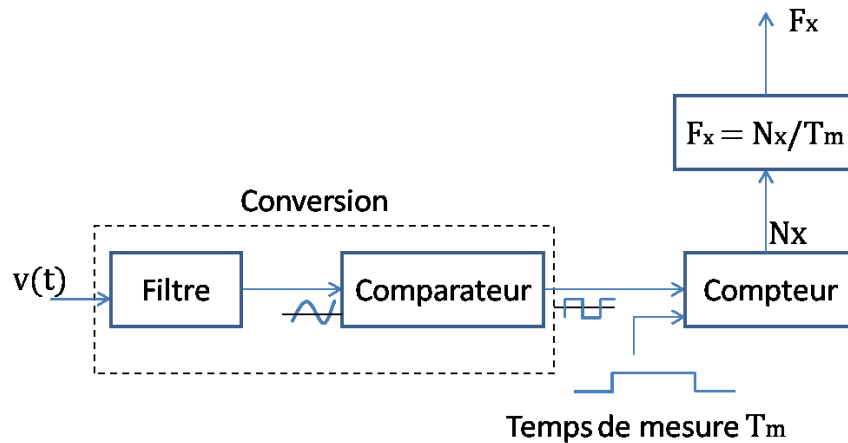 Fx
Fx = Nx/Tm
Nx
Conversion
v(t)
Filtre
Comparateur
Compteur
Temps de mesure Tm